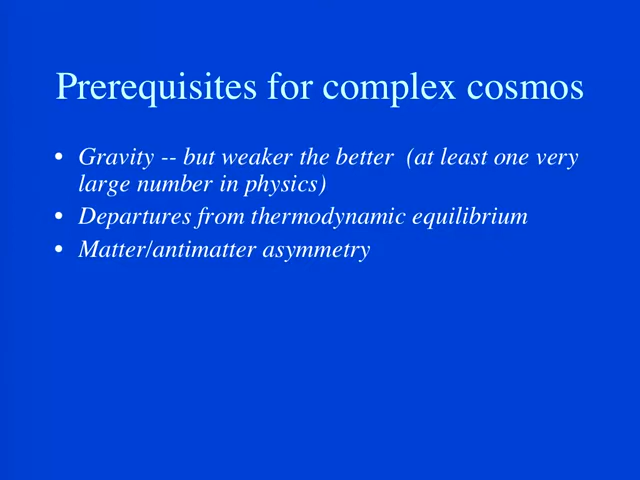 Prerequisites for complex cosmos
• Gravity -- but weaker the better  (at least one very
large number in physics)
• Departures from thermodynamic equilibrium
• Matter/antimatter asymmetry